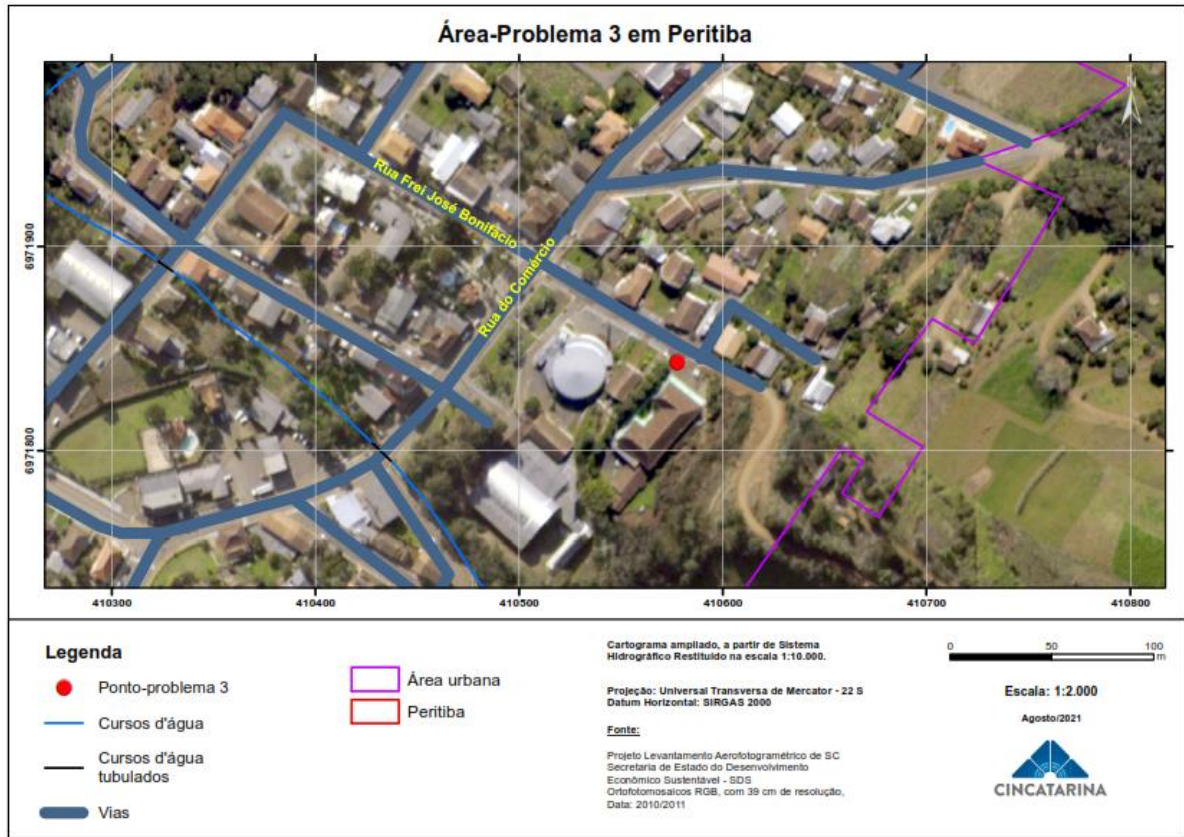 Área-Problema 3 em Peritiba
Rua Frei José Bonifácio
Rua do Comércio
6971900
6971800
410300
410400
410500
410600
410700
410800
Legenda
Ponto-problema 3
Cursos d'água
Cursos d'água
tubulados
Vias
Área urbana
Peritiba
Cartograma ampliado, a partir de Sistema
Hidrográfico Restituído na escala 1:10.000.
Projeção: Universal Transversa de Mercator - 22 S
Datum Horizontal: SIRGAS 2000
Fonte:
Projeto Levantamento Aerofotogramétrico de SC
Secretaria de Estado do Desenvolvimento
Econômico Sustentável - SDS
Ortofotomosaicos RGB, com 39 cm de resolução,
Data: 2010/2011
0 50 100
m
Escala: 1:2.000
Agosto/2021
CINCATARINA